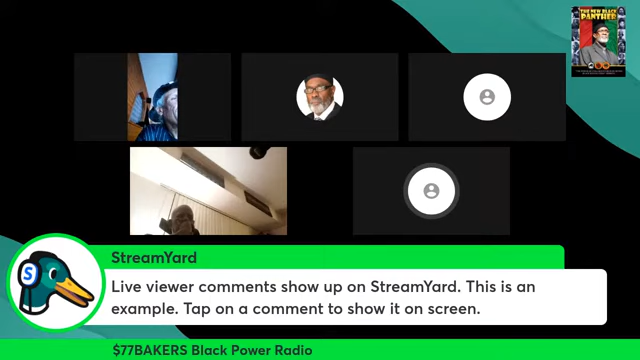 THE NEW BLACK
PANTHER
S
StreamYard
Live viewer comments show up on StreamYard. This is an
example. Tap on a comment to show it on screen.
$77BAKERS Black Power Radio